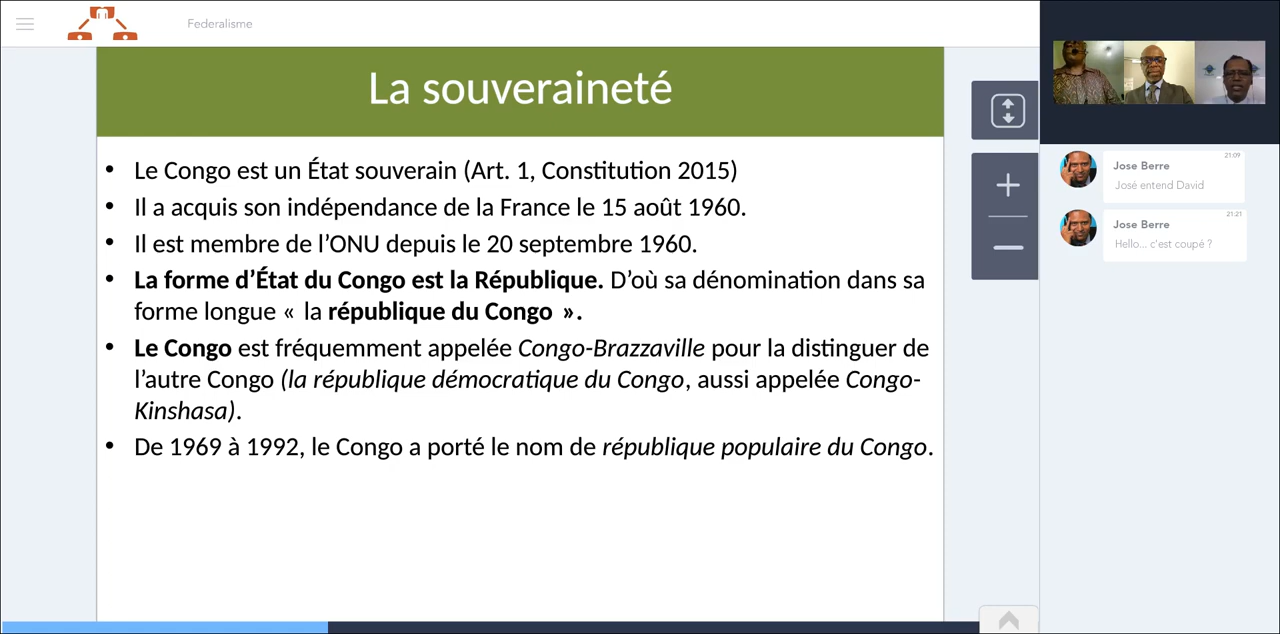 Federalisme
La souveraineté
• Le Congo est un État souverain (Art. 1, Constitution 2015)
• Il a acquis son indépendance de la France le 15 août 1960.
• Il est membre de l’ONU depuis le 20 septembre 1960.
• La forme d’État du Congo est la République. D’où sa dénomination dans sa
forme longue « la république du Congo ».
• Le Congo est fréquemment appelée Congo-Brazzaville pour la distinguer de
l’autre Congo (la république démocratique du Congo, aussi appelée Congo-
Kinshasa).
• De 1969 à 1992, le Congo a porté le nom de république populaire du Congo.
21:09
Jose Berre
José entend David
21:21
Jose Berre
Hello... c'est coupé ?